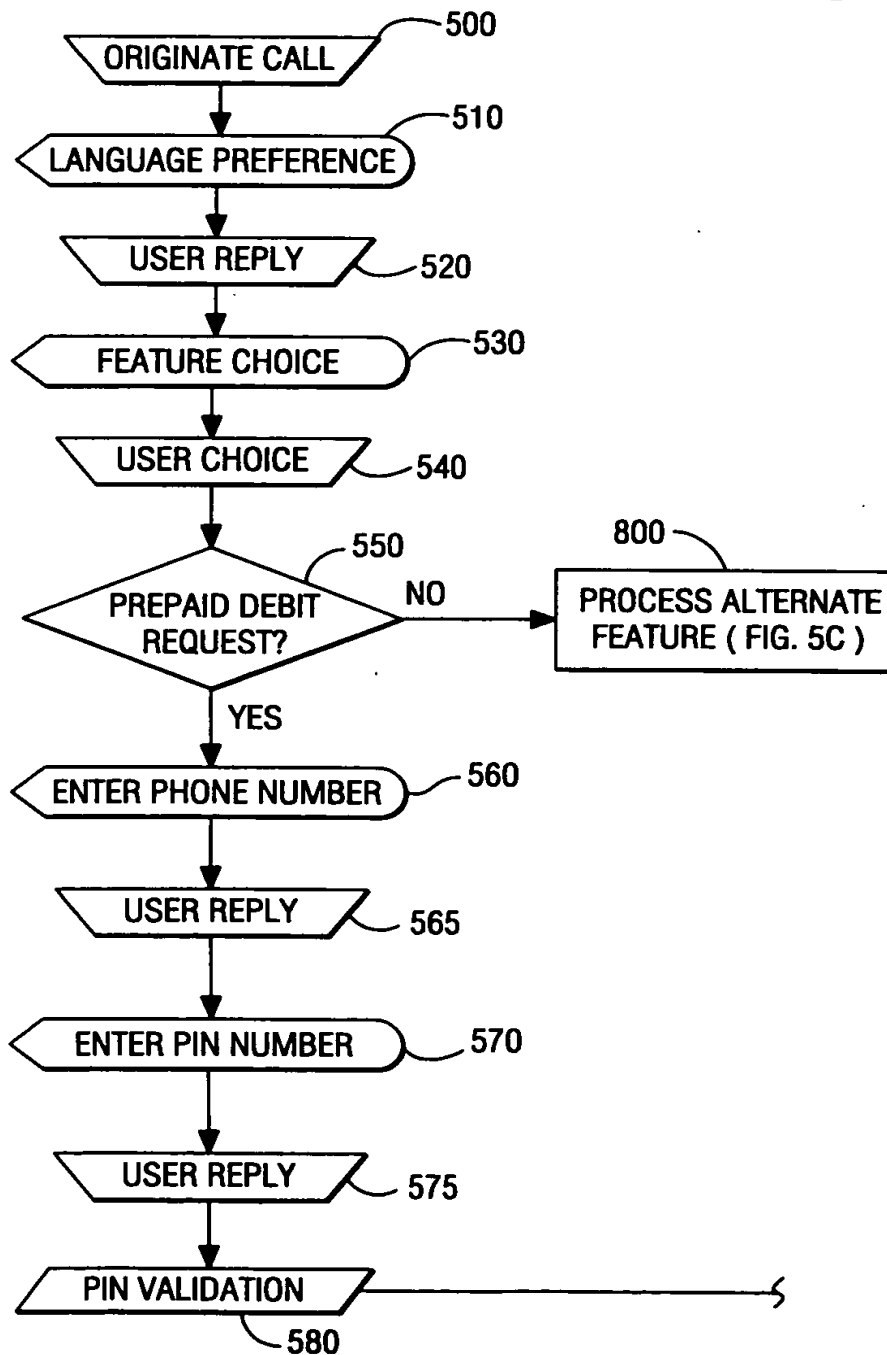 500
ORIGINATE CALL
510
LANGUAGE PREFERENCE
USER REPLY
520
FEATURE CHOICE
530
USER CHOICE
540
550
PREPAID DEBIT
REQUEST?
NO
800
PROCESS ALTERNATE
FEATURE ( FIG. 5C )
YES
ENTER PHONE NUMBER
560
USER REPLY
565
ENTER PIN NUMBER
570
USER REPLY
575
PIN VALIDATION
580